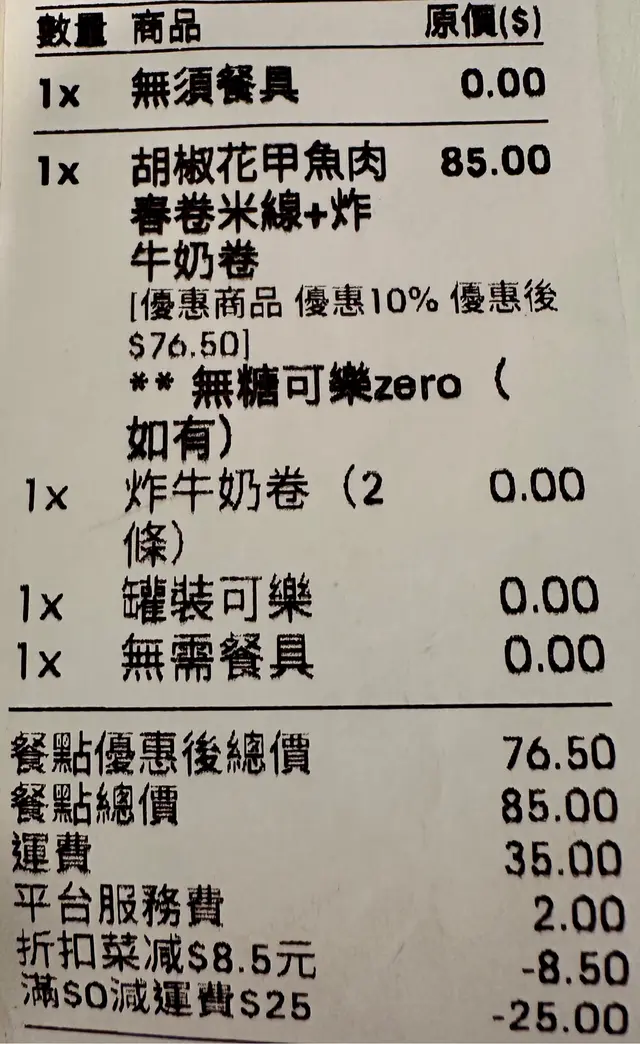 數量 商品 原價($)
1x 無須餐具 0.00
1x 胡椒花甲魚肉 85.00
春卷米線+炸
牛奶卷
[優惠商品 優惠10% 優惠後
$76.50]
** 無糖可樂zero (
如有)
1x 炸牛奶卷 (2 0.00
條)
1x 罐裝可樂 0.00
1x 無需餐具 0.00
餐點優惠後總價 76.50
餐點總價 85.00
運費 35.00
平台服務費 2.00
折扣菜减$8.5元 -8.50
滿$0減運費$25 -25.00